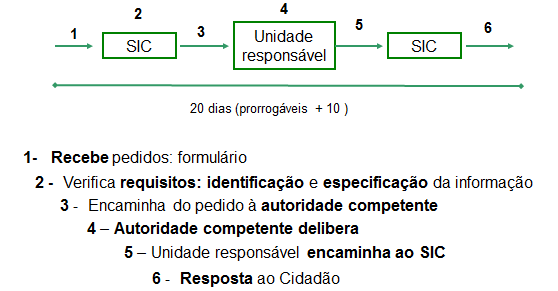 1
2
SIC
3
4
Unidade
responsável
5
SIC
6
20 dias (prorrogáveis + 10 )
1- Recebe pedidos: formulário
2 - Verifica requisitos: identificação e especificação da informação
3 - Encaminha do pedido à autoridade competente
4 – Autoridade competente delibera
5 – Unidade responsável encaminha ao SIC
6 - Resposta ao Cidadão